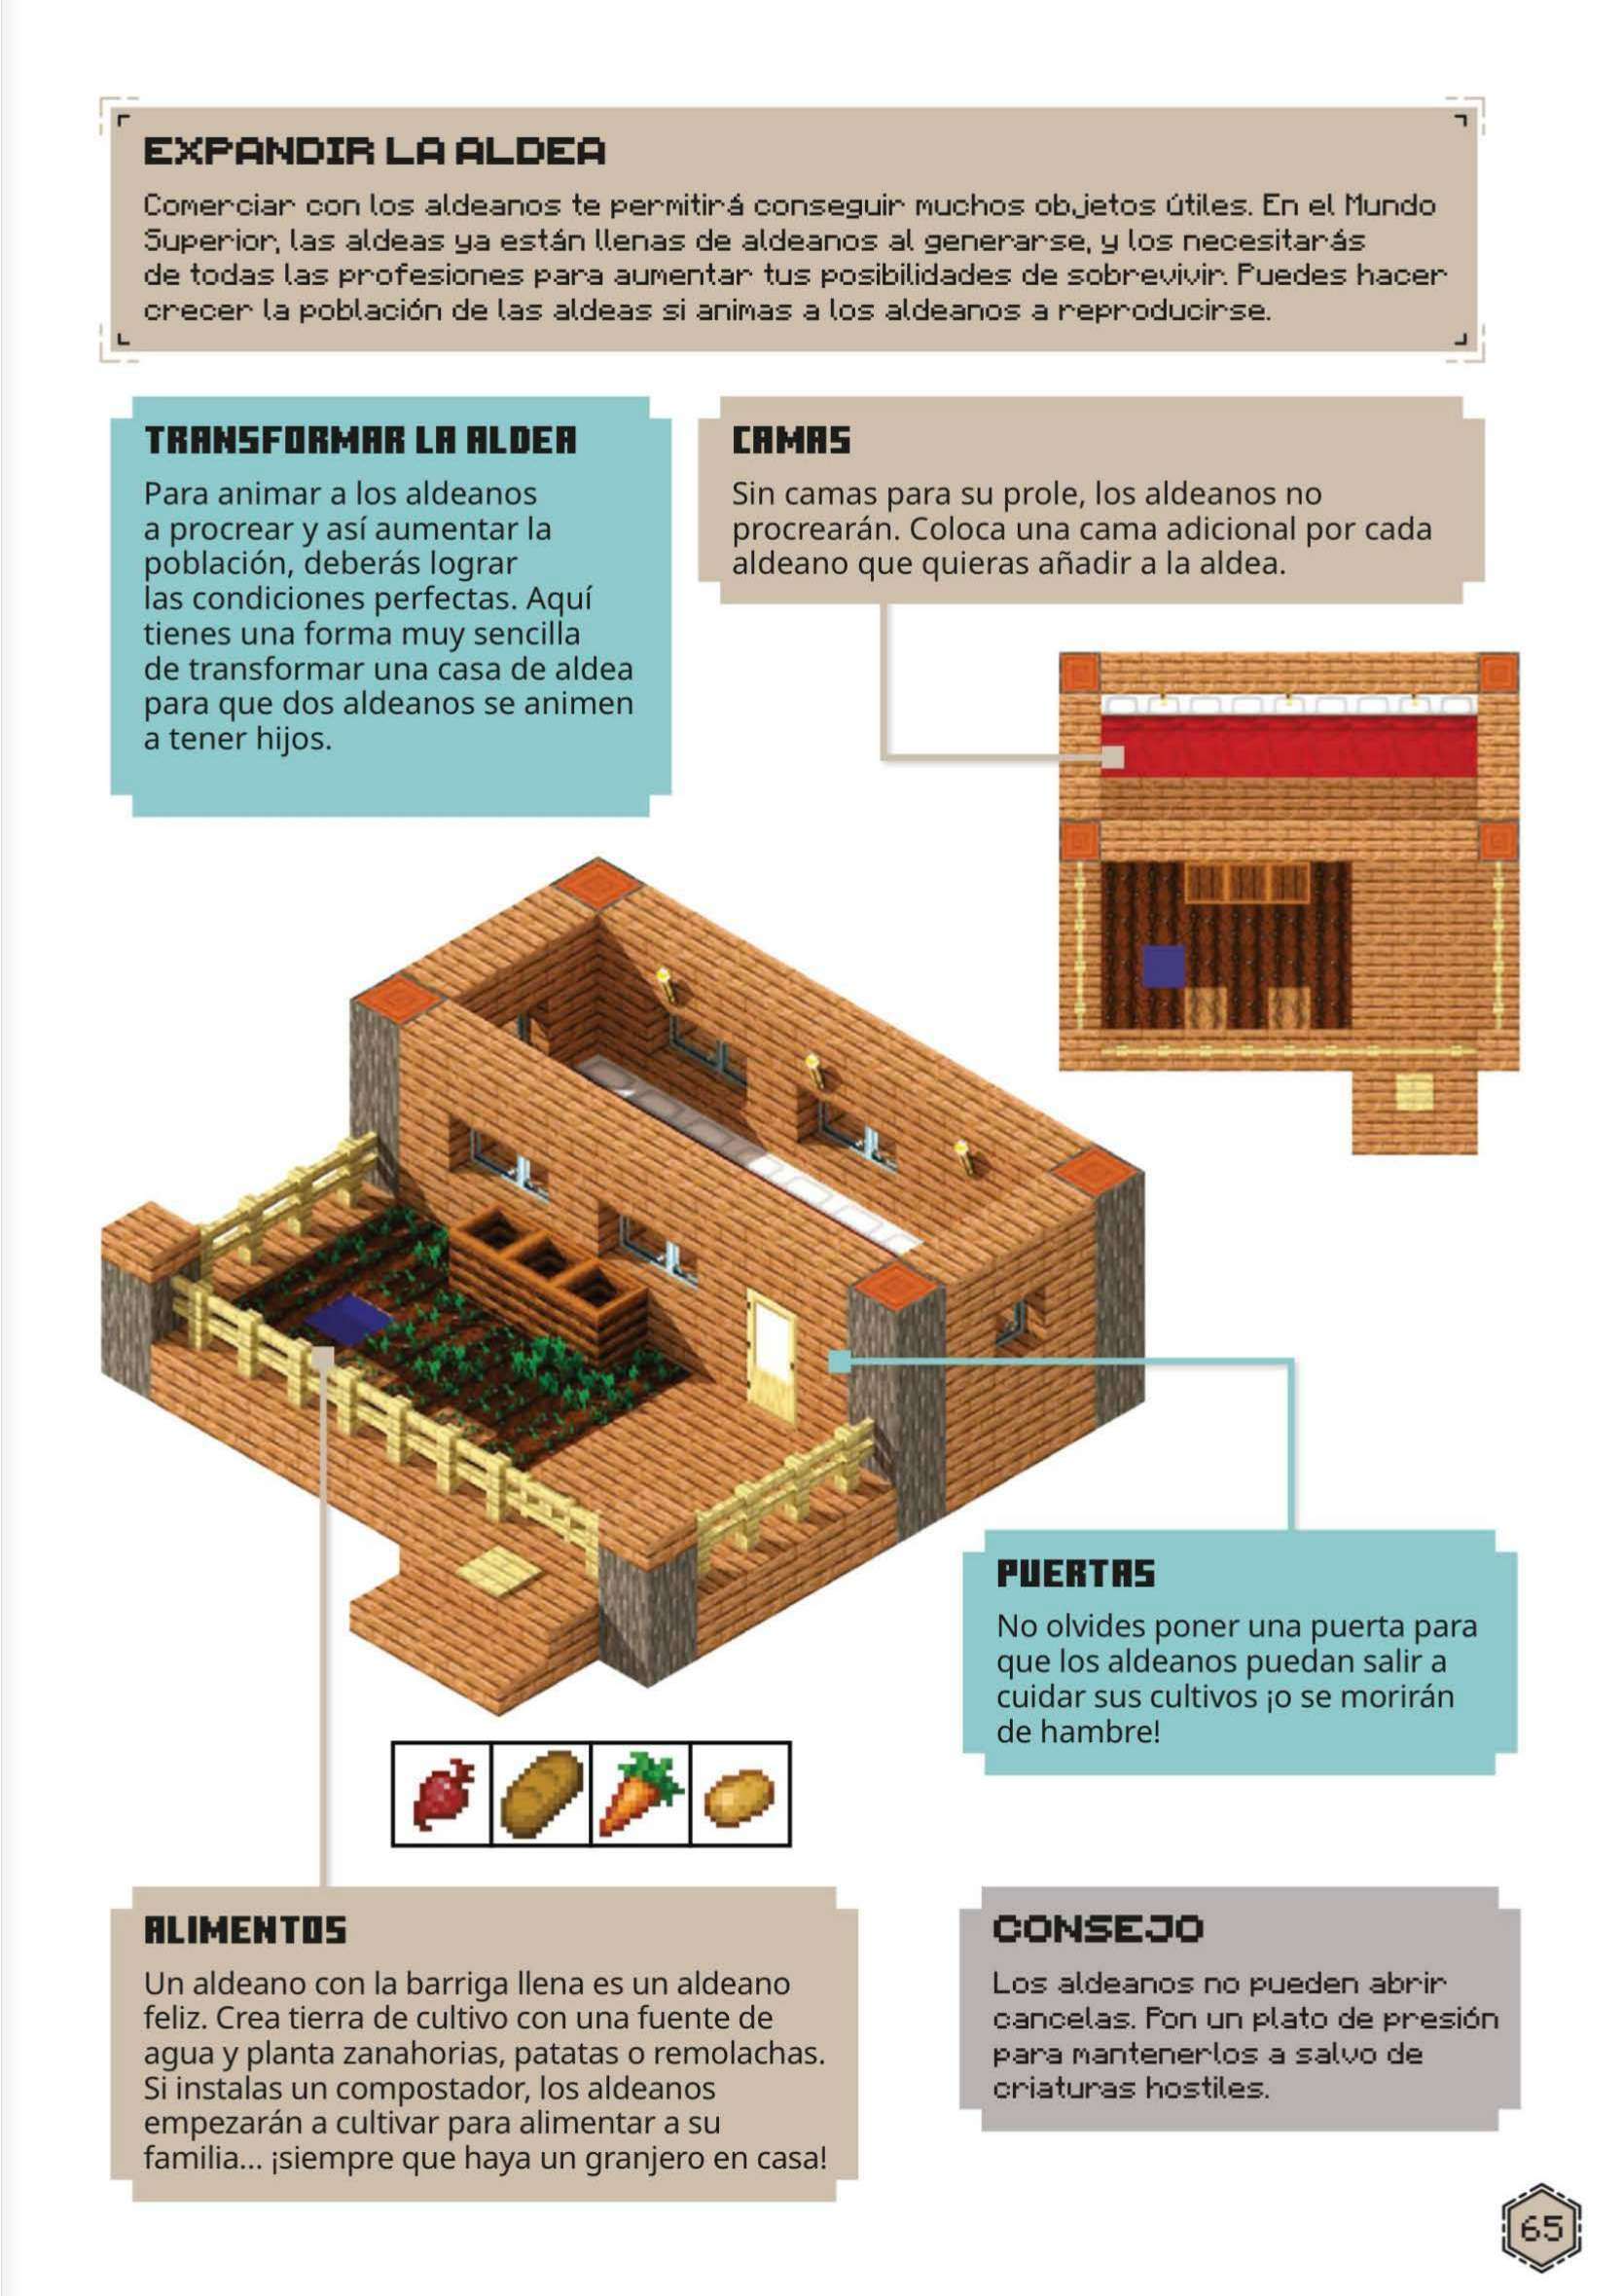 EXPANDIR LA ALDEA
Comerciar con los aldeanos te permitirá conseguir muchos objetos útiles. En el Mundo
Superior, las aldeas ya están llenas de aldeanos al generarse, y los necesitarás
de todas las profesiones para aumentar tus posibilidades de sobrevivir. Puedes hacer
crecer la población de las aldeas si animas a los aldeanos a reproducirse.
TRANSFORMAR LA ALDEA
Para animar a los aldeanos
a procrear y así aumentar la
población, deberás lograr
las condiciones perfectas. Aquí
tienes una forma muy sencilla
de transformar una casa de aldea
para que dos aldeanos se animen
a tener hijos.
CAMAS
Sin camas para su prole, los aldeanos no
procrearán. Coloca una cama adicional por cada
aldeano que quieras añadir a la aldea.
PUERTAS
No olvides poner una puerta para
que los aldeanos puedan salir a
cuidar sus cultivos ¡o se morirán
de hambre!
ALIMENTOS
Un aldeano con la barriga llena es un aldeano
feliz. Crea tierra de cultivo con una fuente de
agua y planta zanahorias, patatas o remolachas.
Si instalas un compostador, los aldeanos
empezarán a cultivar para alimentar a su
familia... ¡siempre que haya un granjero en casa!
CONSEJO
Los aldeanos no pueden abrir
cancelas. Pon un plato de presión
para mantenerlos a salvo de
criaturas hostiles.
65